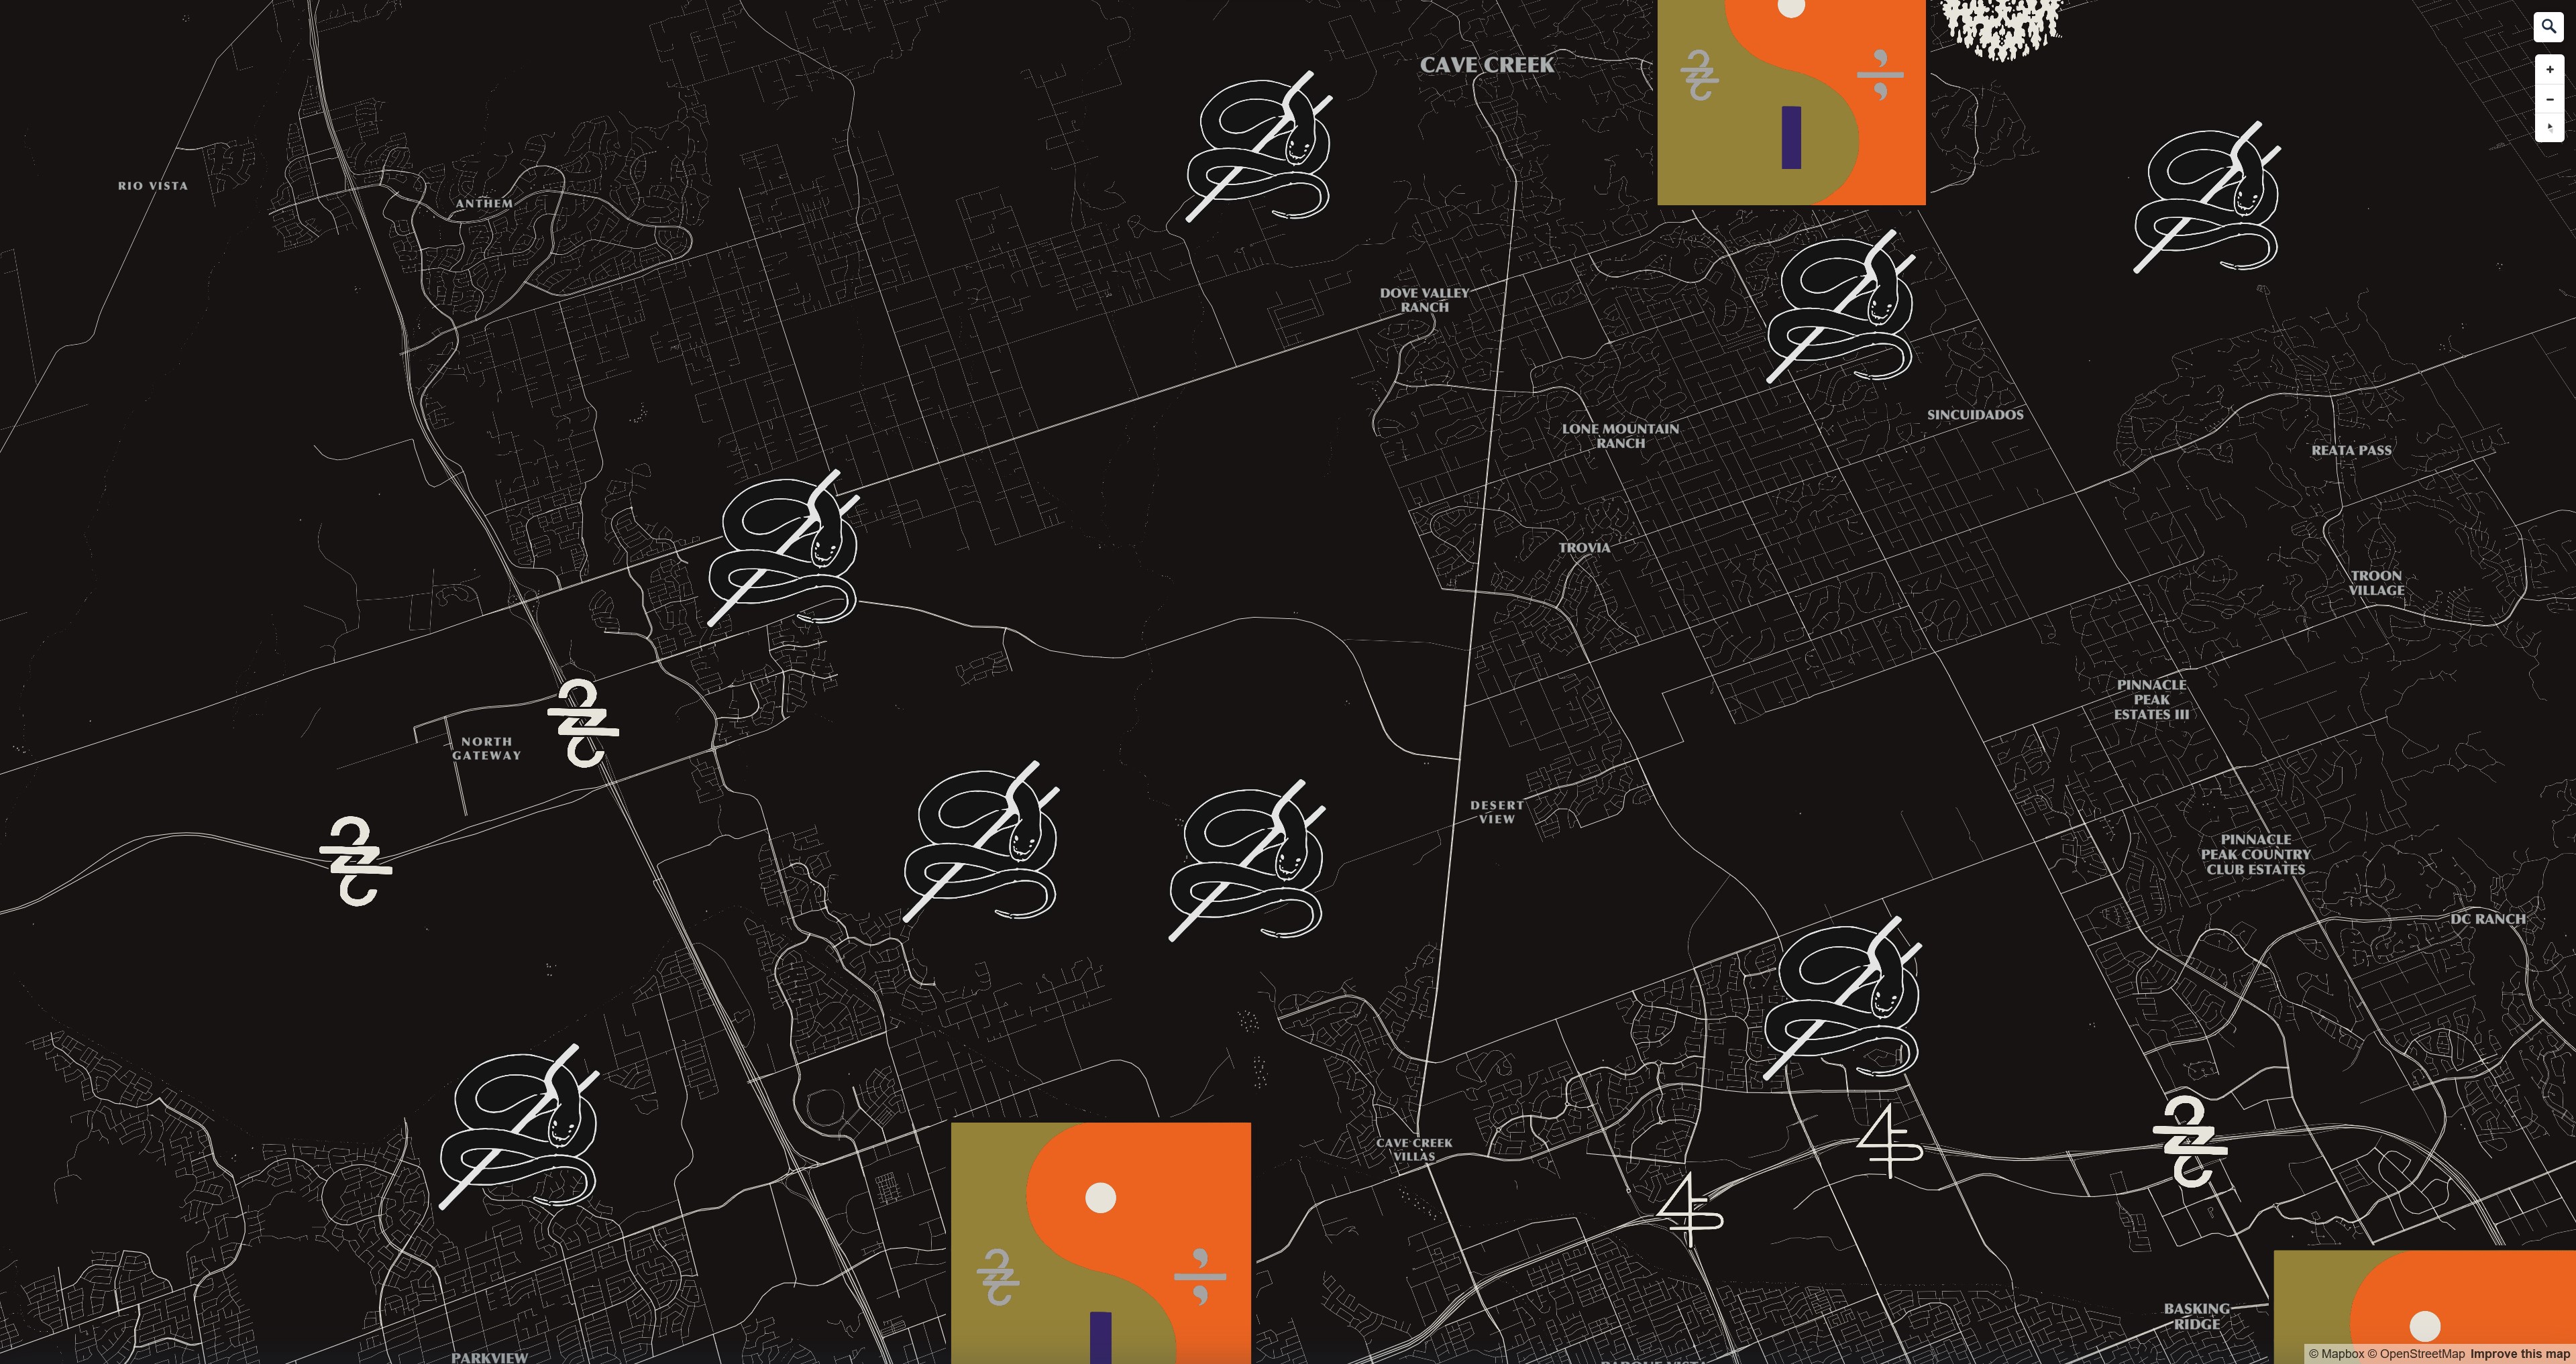 CAVE CREEK
RIO VISTA
ANTHEM
DOVE VALLEY
RANCH
SINCUIDADOS
LONE MOUNTAIN
RANCH
REATA PASS
TROVIA
TROON
VILLAGE
PINNACLE
PEAK
ESTATES III
NORTH
GATEWAY
DESERT
VIEW
PINNACLE
PEAK COUNTRY
CLUB ESTATES
DC RANCH
CAVE CREEK
VILLAS
BASKING
RIDGE
PARKVIEW
© Mapbox © OpenStreetMap Improve this map